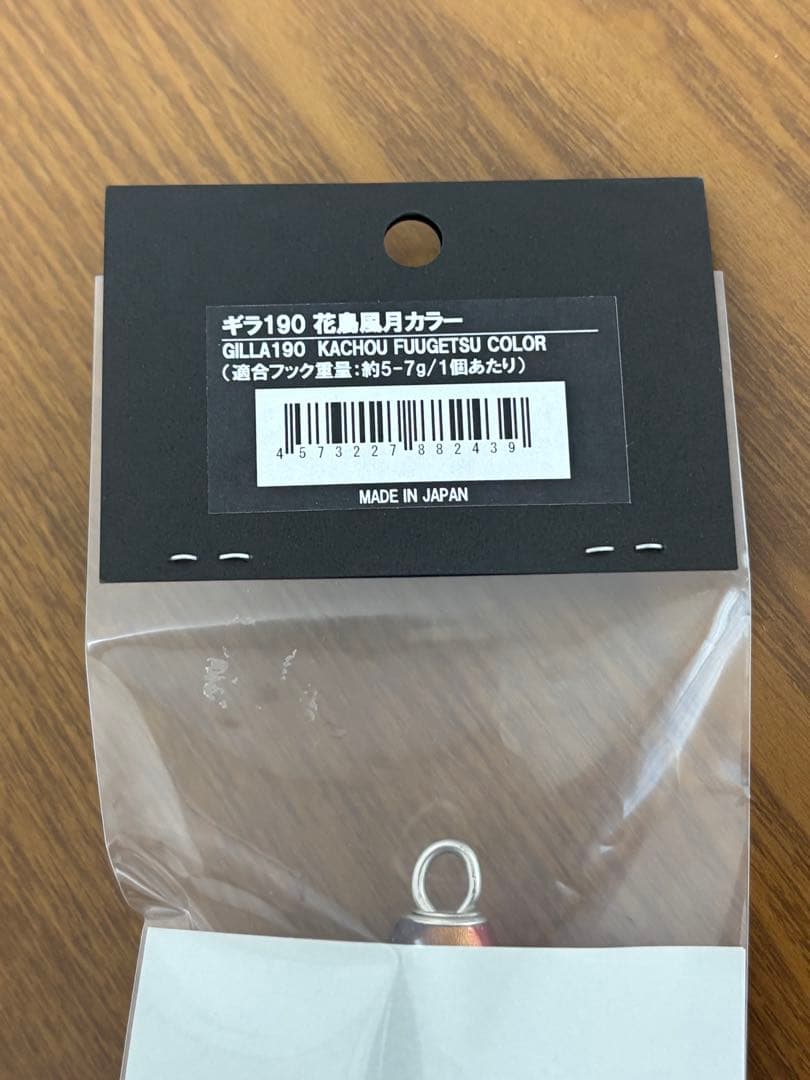 ギラ190 花鳥風月カラー
GILLA190 KACHOU FUUGETSU COLOR
(適合フック重量:約5-7g/1個あたり)
4573227882439
MADE IN JAPAN